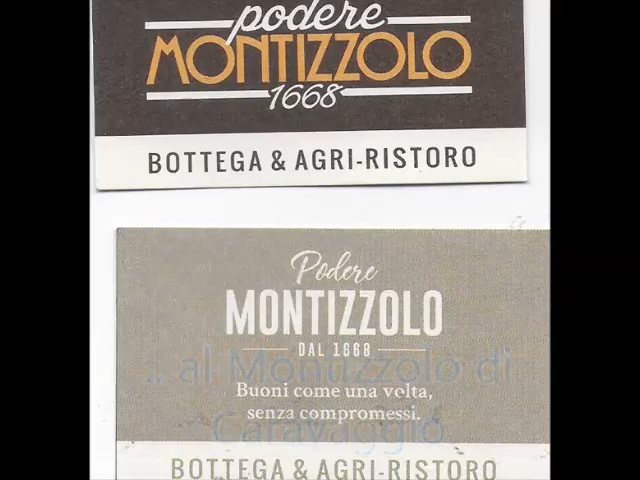 podere
MONTIZZOLO
1668
BOTTEGA & AGRI-RISTORO
Podere
MONTIZZOLO
DAL 1668
.. al Montizzolo di
Buoni come una volta,
senza compromessi.
Caravaggio
BOTTEGA & AGRI-RISTORO